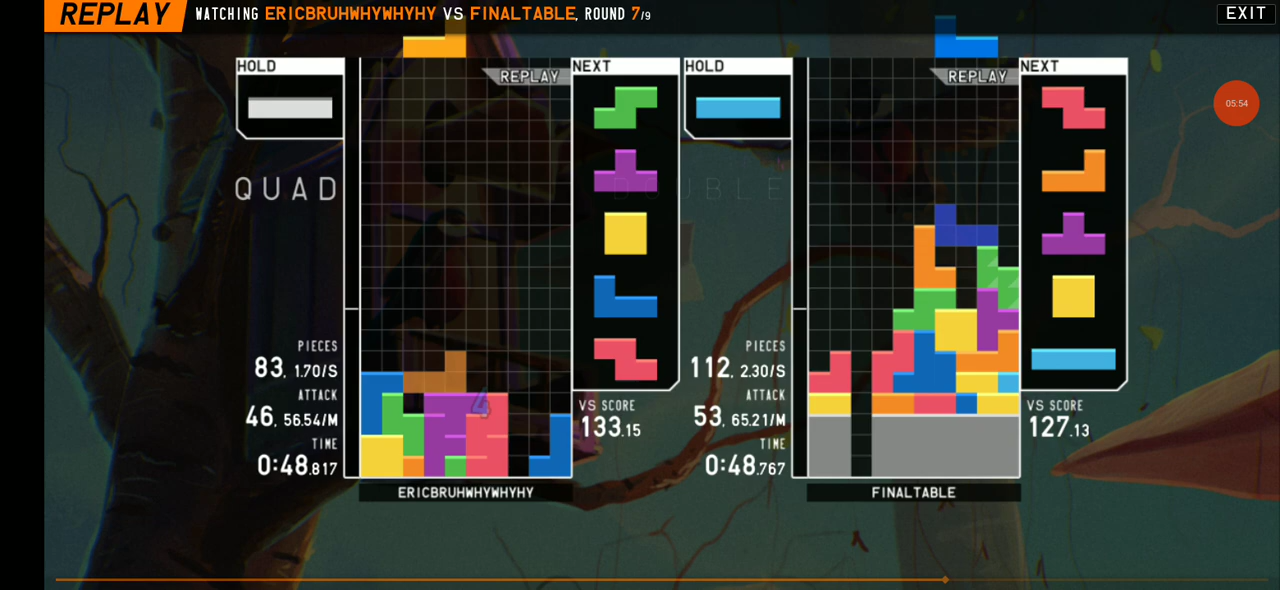 REPLAY WATCHING ERICBRUHWHYWHYHY VS FINALTABLE, ROUND 7/9 EXIT
HOLD
REPLAY
NEXT
QUAD
PIECES
83, 1.70/S
ATTACK
46, 56.54/M
TIME
0:48.817
4
VS SCORE
133.15
ERICBRUHWHYWHYHY
HOLD
REPLAY
NEXT
DOUBLE
PIECES
112, 2.30/S
ATTACK
53, 65.21/M
TIME
0:48.767
VS SCORE
127.13
FINALTABLE
05:54